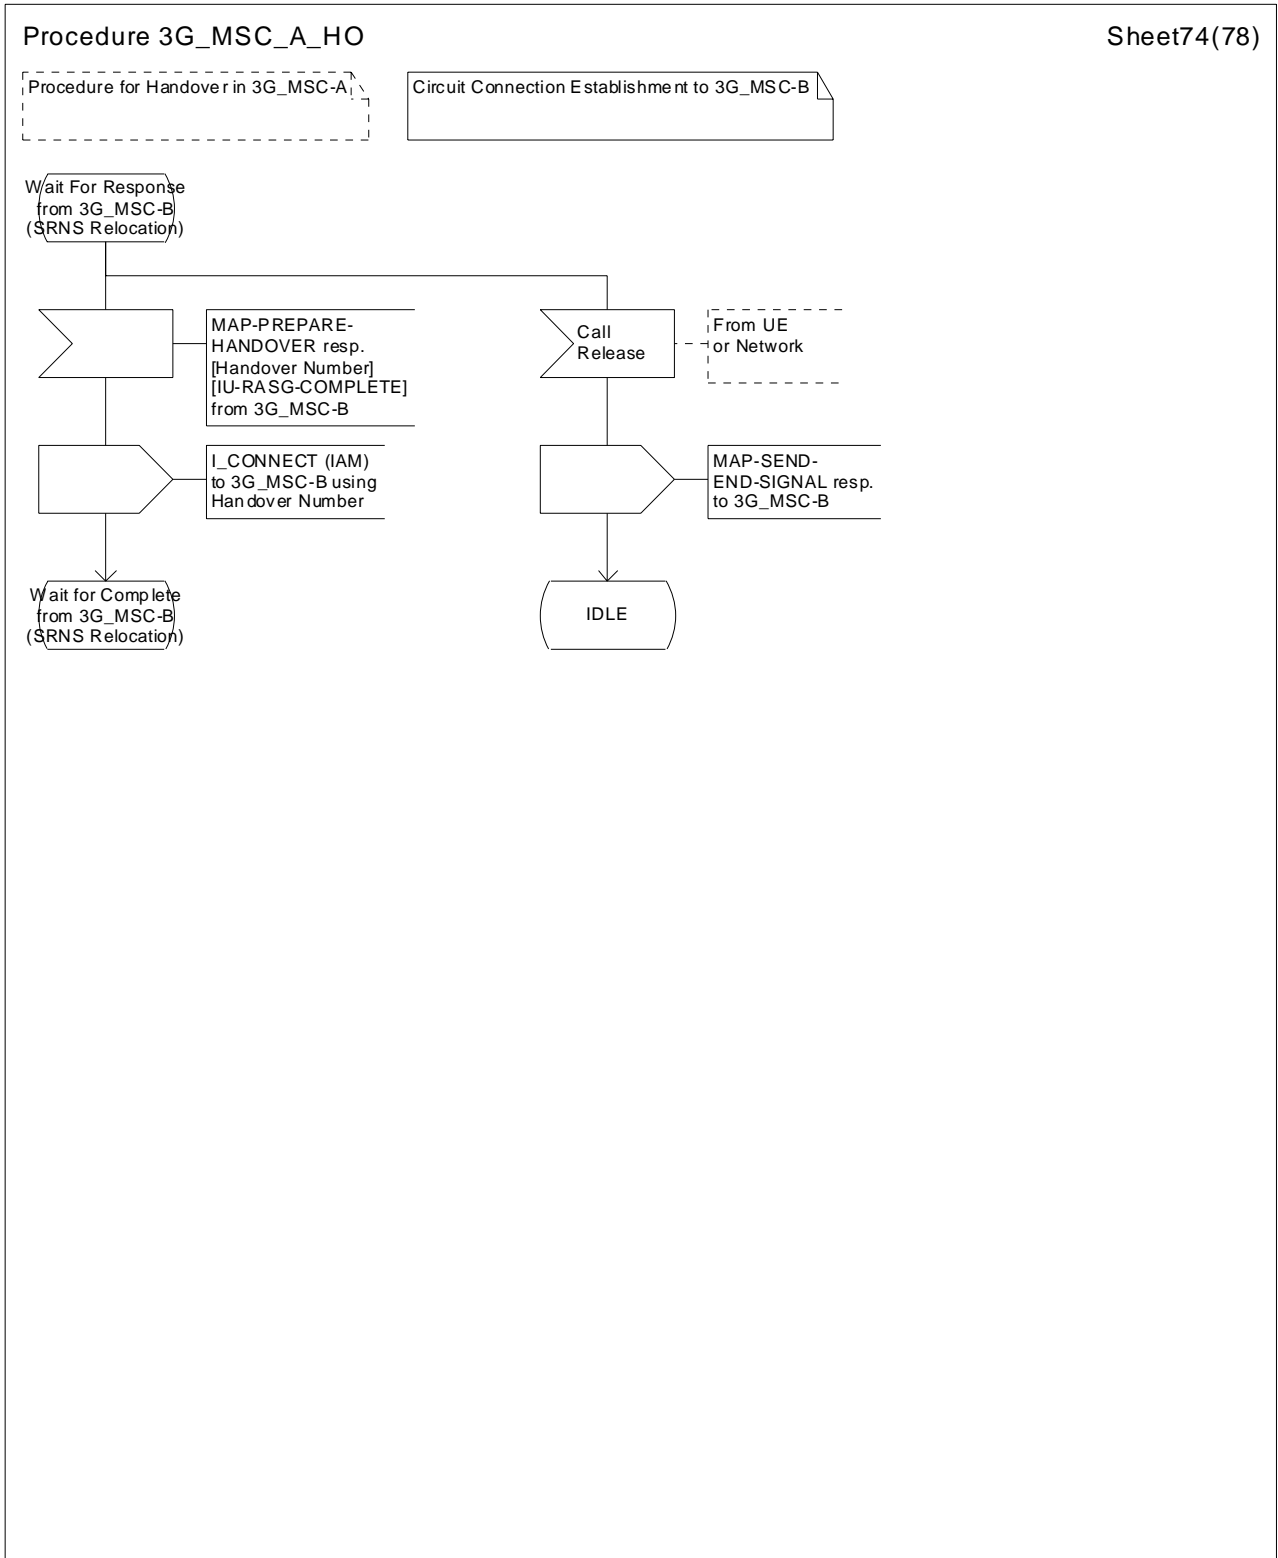 Procedure 3G_MSC_A_HO
Sheet74(78)
Procedure for Handover in 3G_MSC-A
Circuit Connection Establishment to 3G_MSC-B
Wait For Response
from 3G_MSC-B
(SRNS Relocation)
MAP-PREPARE-
HANDOVER resp.
[Handover Number]
[IU-RASG-COMPLETE]
from 3G_MSC-B
Call
Release
From UE
or Network
I_CONNECT (IAM)
to 3G_MSC-B using
Handover Number
MAP-SEND-
END-SIGNAL resp.
to 3G_MSC-B
Wait for Complete
from 3G_MSC-B
(SRNS Relocation)
IDLE